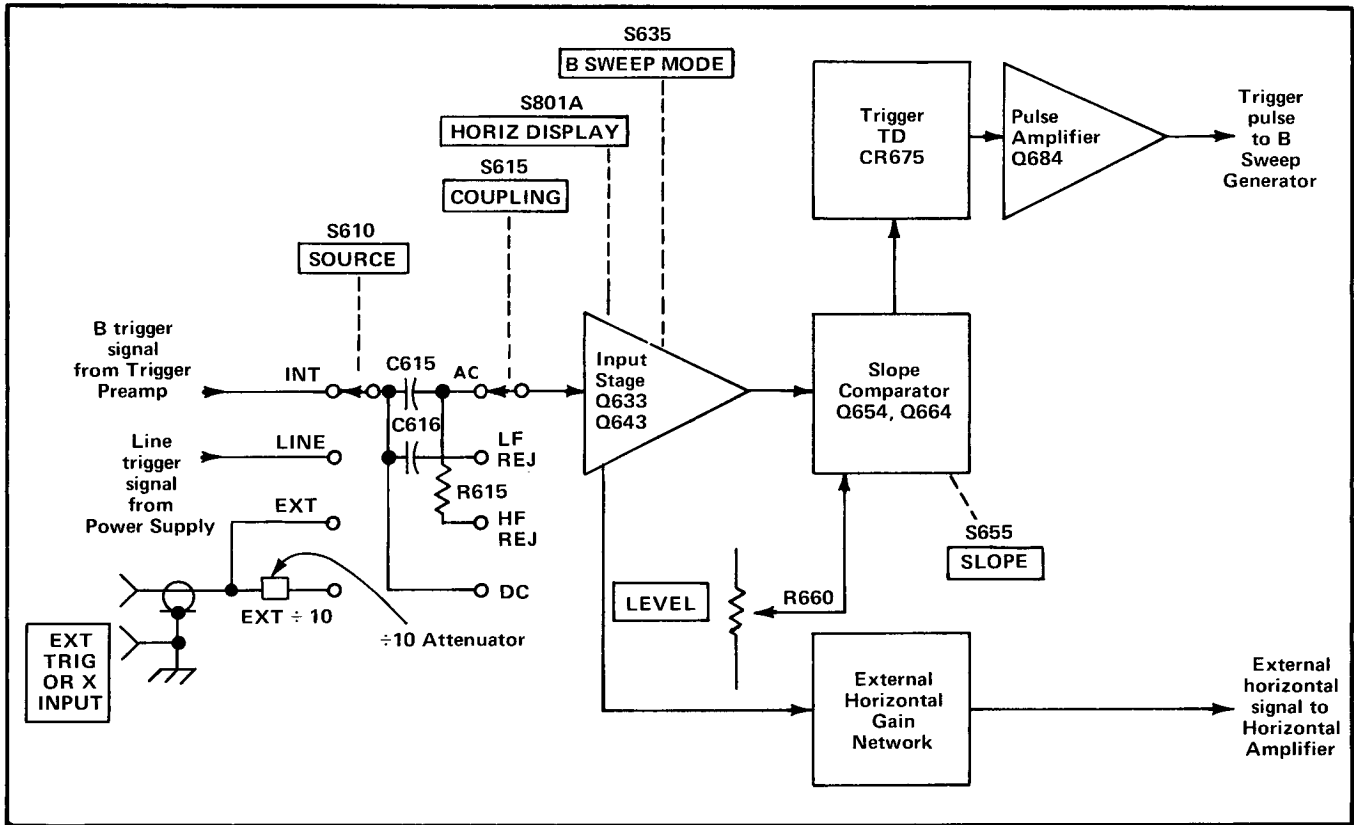 S635
B SWEEP MODE
S801A
HORIZ DISPLAY
S615
COUPLING
S610
SOURCE
Trigger
TD
CR675
Pulse
Amplifier
Q684
Trigger
pulse
to B
Sweep
Generator
B trigger
signal
from Trigger
Preamp
INT
C615
AC
Input
Stage
Q633
Q643
Slope
Comparator
Q654, Q664
C616
LF
REJ
Line
trigger
signal
from
Power Supply
LINE
R615
HF
REJ
EXT
DC
EXT ÷ 10
÷10 Attenuator
EXT
TRIG
OR X
INPUT
S655
SLOPE
LEVEL
R660
External
Horizontal
Gain
Network
External
horizontal
signal to
Horizontal
Amplifier